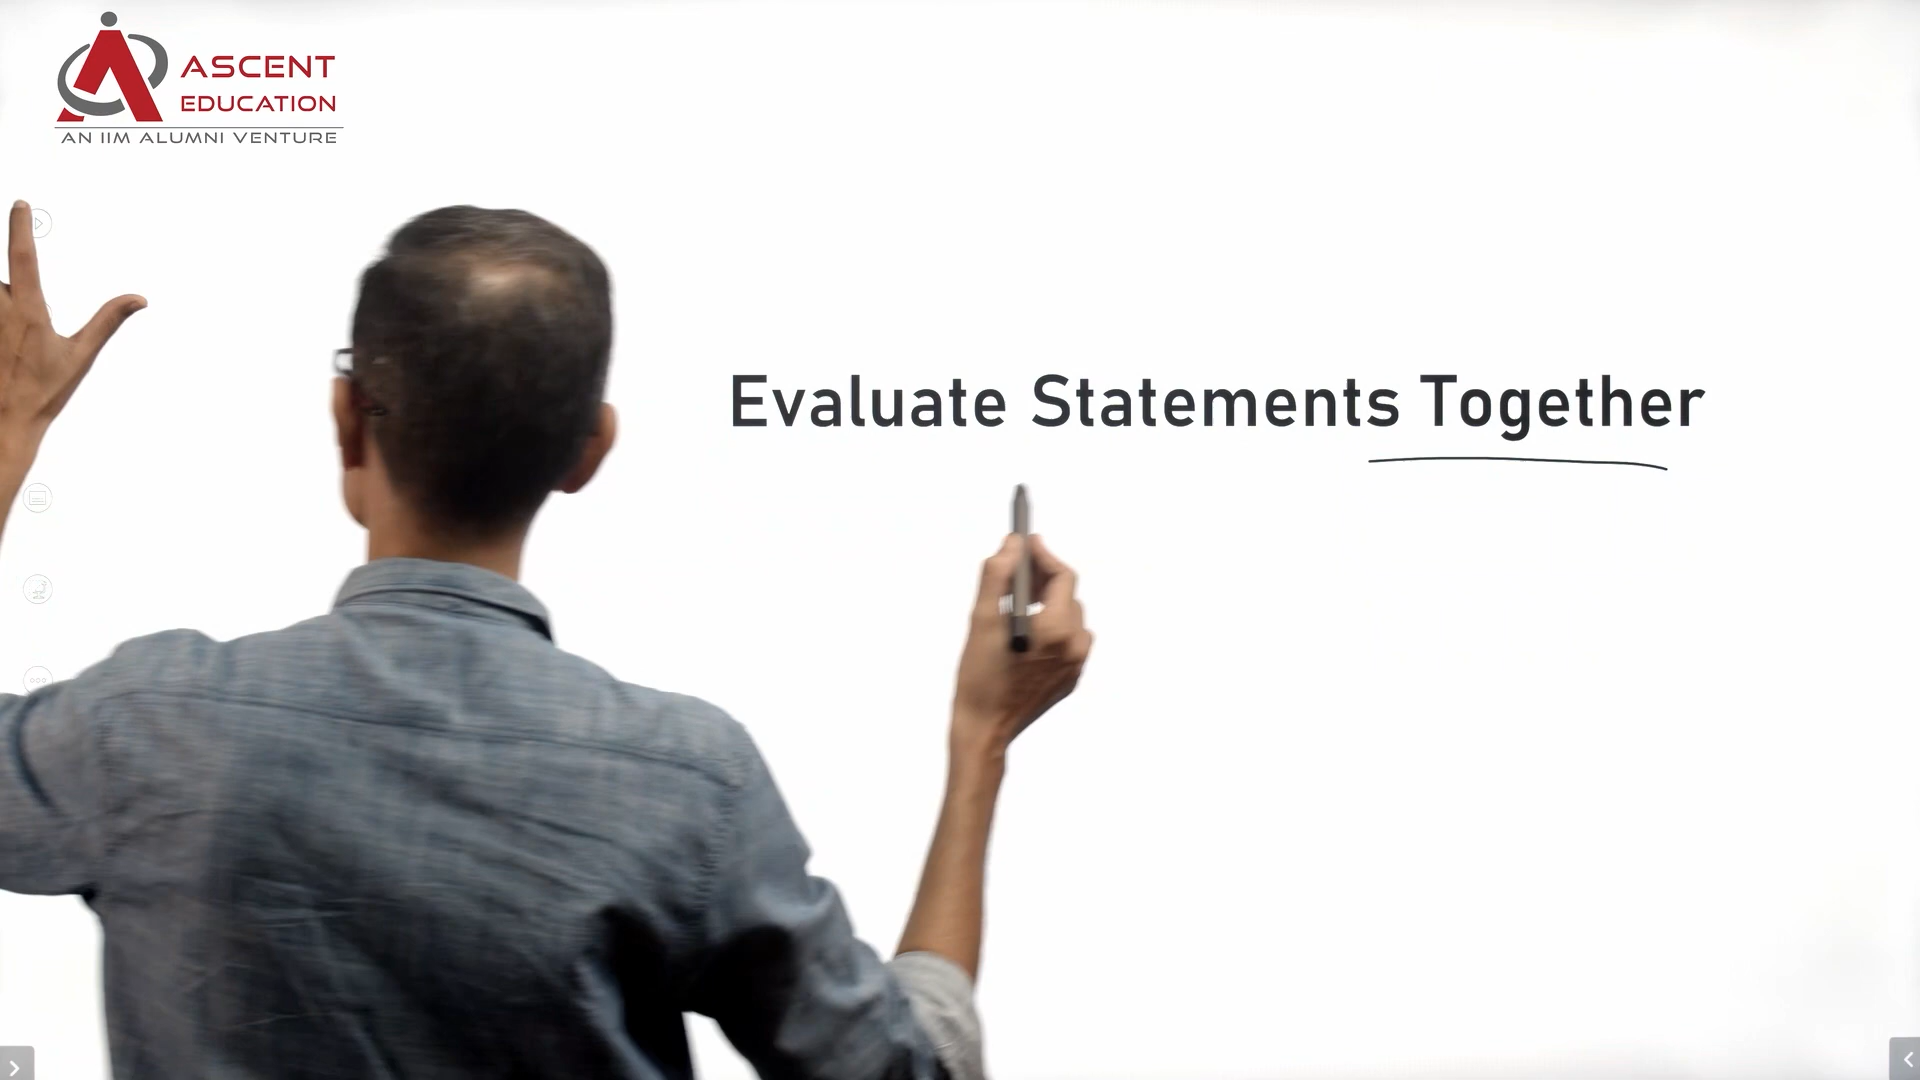 ASCENT
EDUCATION
AN IIM ALUMNI VENTURE
Evaluate Statements Together